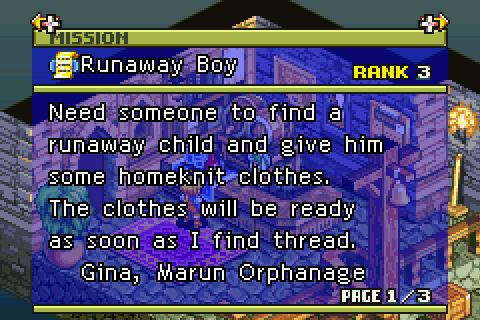 MISSION
Runaway Boy
RANK 3
Need someone to find a
runaway child and give him
some homeknit clothes.
The clothes will be ready
as soon as I find thread.
Gina, Marun Orphanage
PAGE 1/3